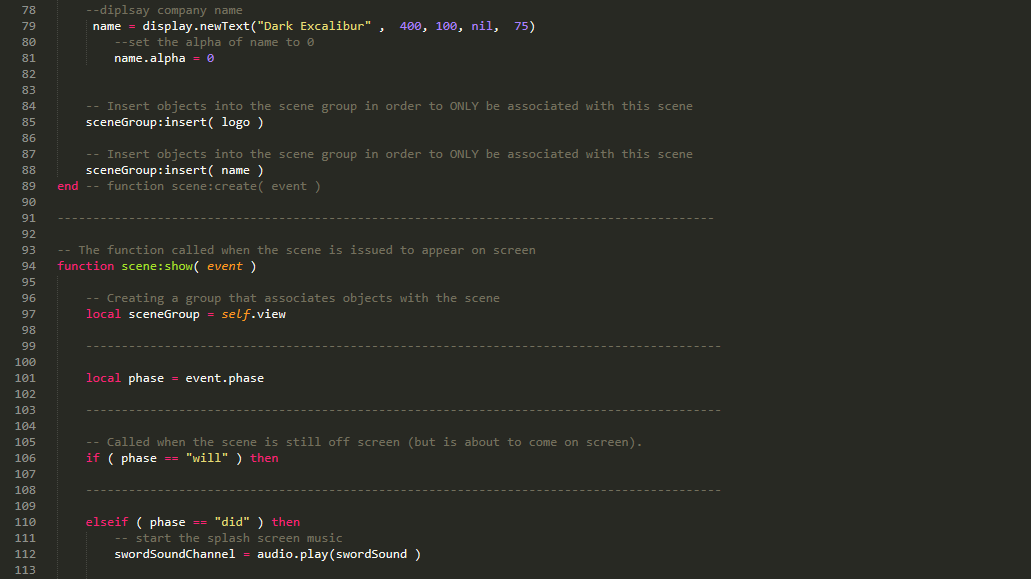 78 --diplsay company name
79 name = display.newText("Dark Excalibur" , 400, 100, nil, 75)
80 --set the alpha of name to 0
81 name.alpha = 0
82
83
84 -- Insert objects into the scene group in order to ONLY be associated with this scene
85 sceneGroup:insert( logo )
86
87 -- Insert objects into the scene group in order to ONLY be associated with this scene
88 sceneGroup:insert( name )
89 end -- function scene:create( event )
90
91 --------------------------------------------------------------------------------------------
92
93 -- The function called when the scene is issued to appear on screen
94 function scene:show( event )
95
96 -- Creating a group that associates objects with the scene
97 local sceneGroup = self.view
98
99 -----------------------------------------------------------------------------------------
100
101 local phase = event.phase
102
103 -----------------------------------------------------------------------------------------
104
105 -- Called when the scene is still off screen (but is about to come on screen).
106 if ( phase == "will" ) then
107
108 -----------------------------------------------------------------------------------------
109
110 elseif ( phase == "did" ) then
111 -- start the splash screen music
112 swordSoundChannel = audio.play(swordSound )
113